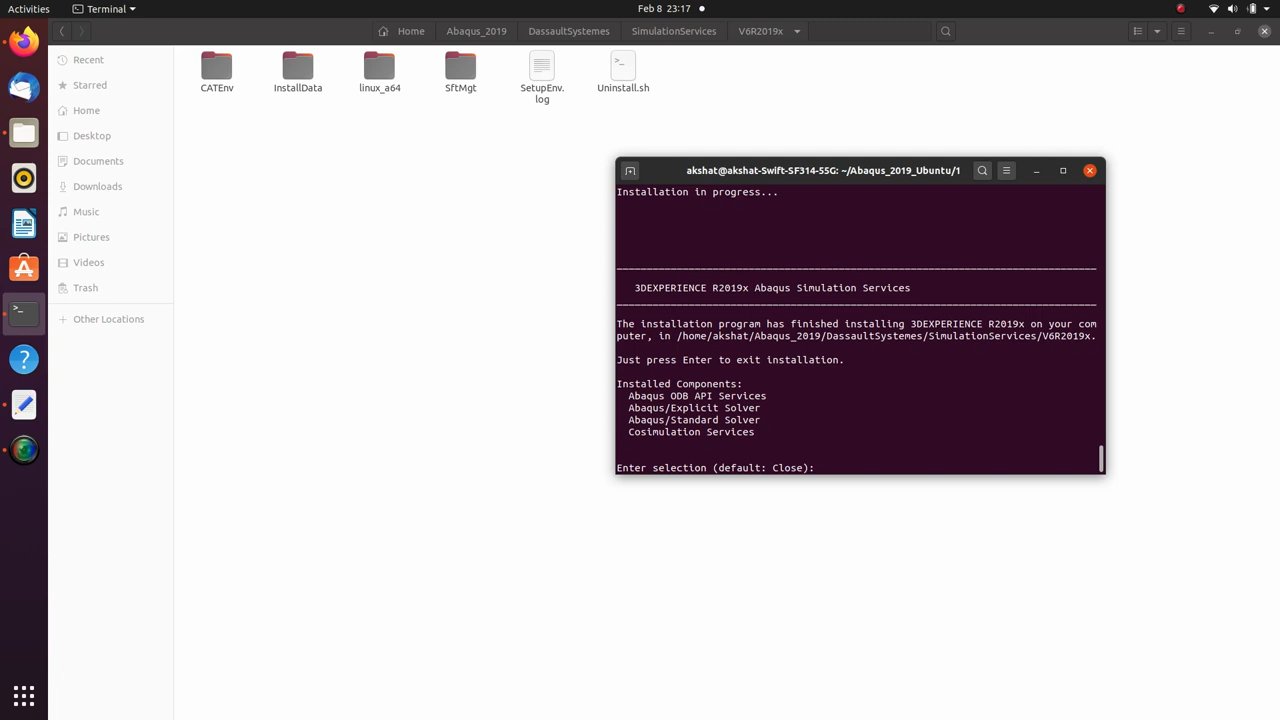 Activities
Terminal
Feb 8 23:17
Home
Abaqus_2019
DassaultSystemes
SimulationServices
V6R2019x
Recent
Starred
Home
Desktop
Documents
Downloads
Music
Pictures
Videos
Trash
Other Locations
CATEnv
InstallData
linux_a64
SftMgt
SetupEnv.
log
Uninstall.sh
akshat@akshat-Swift-SF314-55G: ~/Abaqus_2019_Ubuntu/1
Installation in progress...
3DEXPERIENCE R2019x Abaqus Simulation Services
The installation program has finished installing 3DEXPERIENCE R2019x on your com
puter, in /home/akshat/Abaqus_2019/DassaultSystemes/SimulationServices/V6R2019x.
Just press Enter to exit installation.
Installed Components:
Abaqus ODB API Services
Abaqus/Explicit Solver
Abaqus/Standard Solver
Cosimulation Services
Enter selection (default: Close):